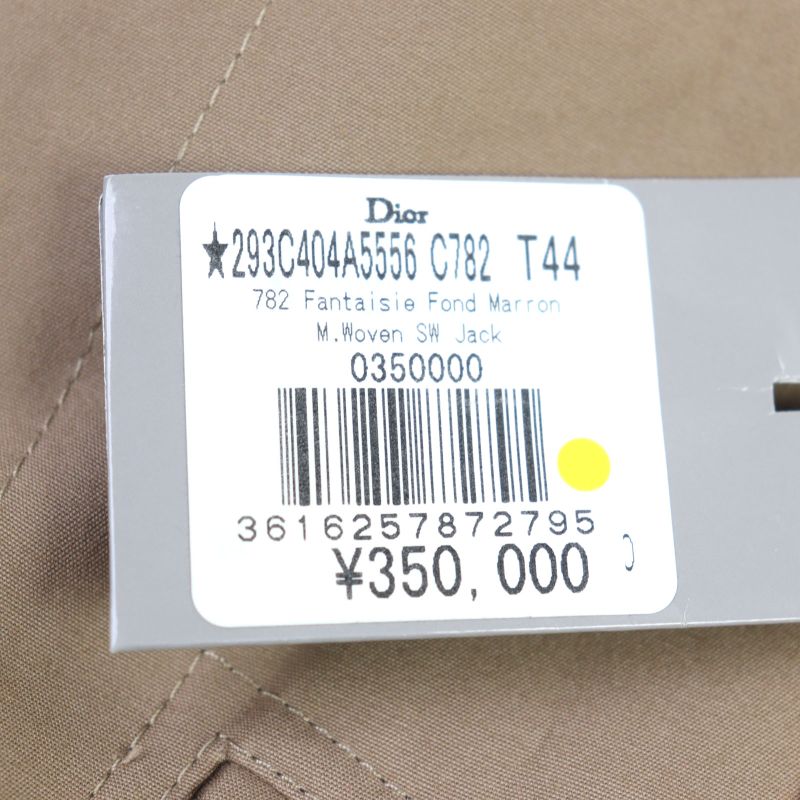 Dior
★293C404A5556 C782 T44
782 Fantaisie Fond Marron
M.Woven SW Jack
0350000
3616257872795
¥350,000